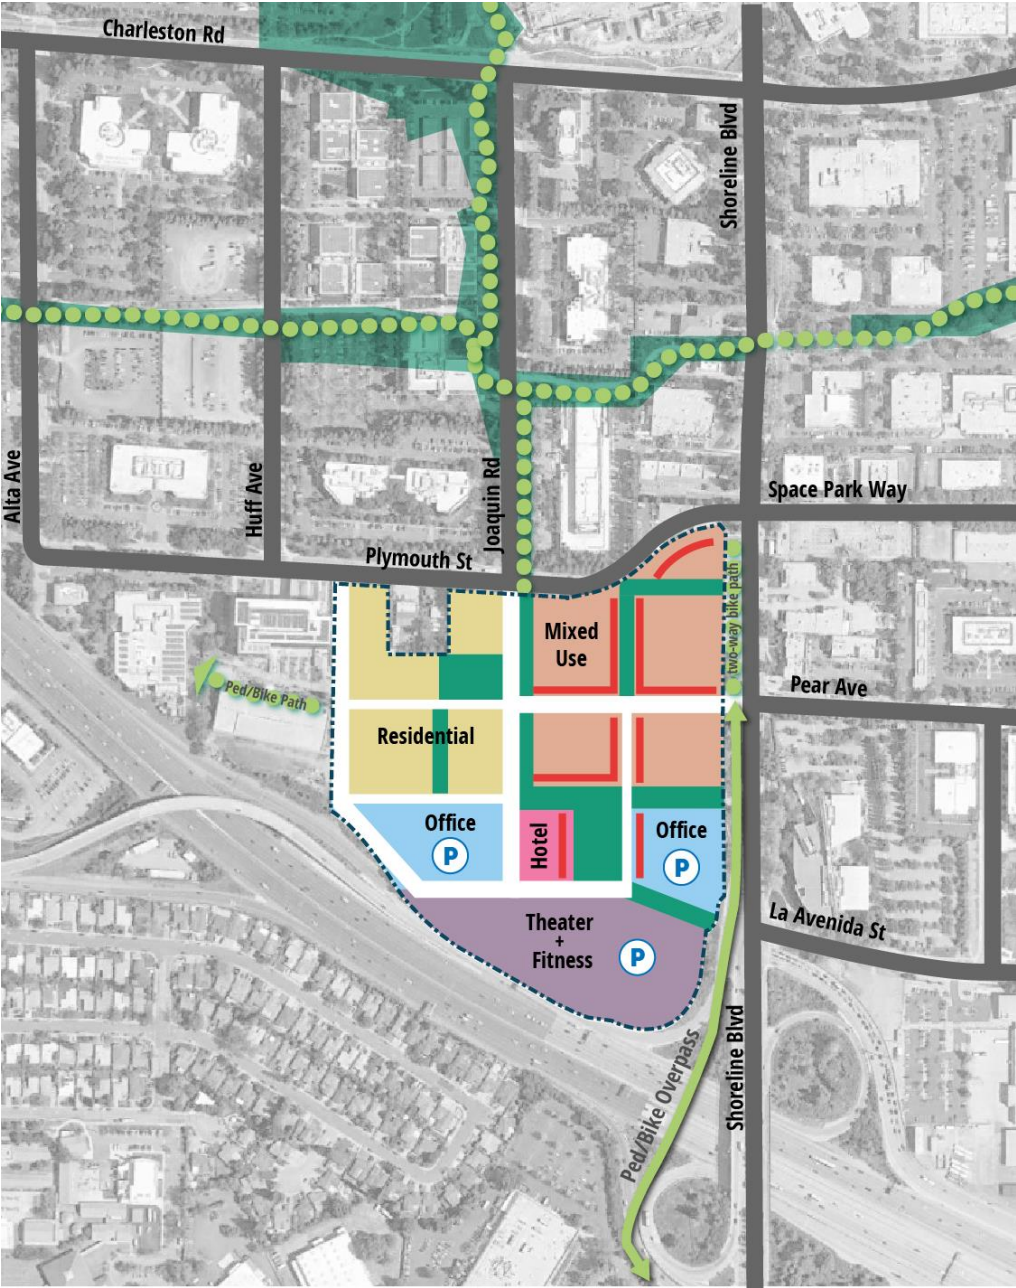 Charleston Rd
Shoreline Blvd
Alta Ave
Huff Ave
Joaquin Rd
Space Park Way
Plymouth St
two-way bike path
Mixed
Use
Ped/Bike Path
Pear Ave
Residential
Office
P
Hotel
Office
P
Theater
+
Fitness
P
La Avenida St
Shoreline Blvd
Ped/Bike Overpass